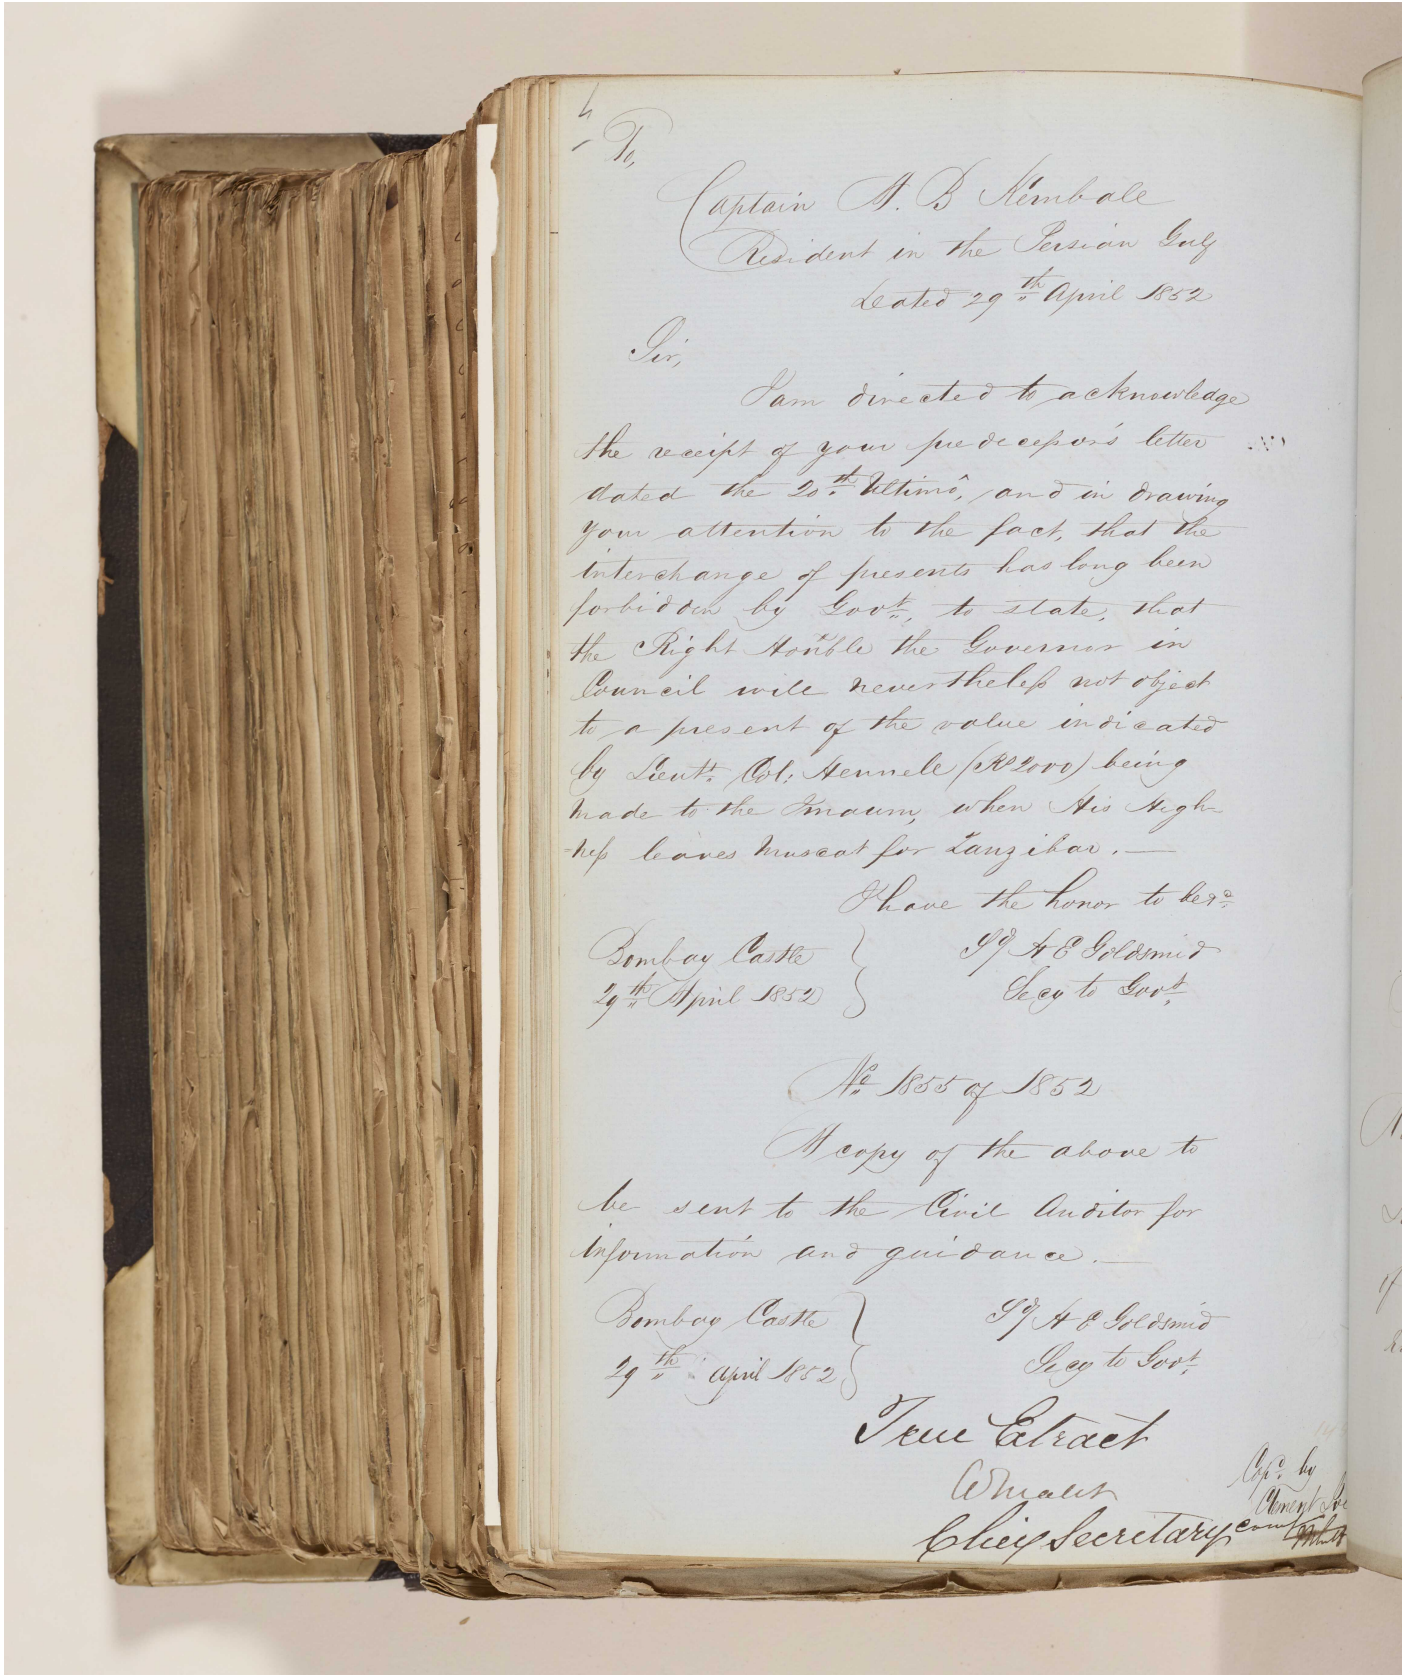 To,
Captain A. B Kemball
Resident in the Persian Gulf
Dated 29th April 1852
Sir,
I am directed to acknowledge
the receipt of your predecessor's letter
dated the 20th Ultimo, and in drawing
your attention to the fact, that the
interchange of presents has long been
forbidden by Govt., to state, that
the Right Honble the Governor in
Council will nevertheless not object
to a present of the value indicated
by Lieut. Col: Hennell (Rs 2000) being
made to the Imaum, when His High-
-ness leaves Muscat for Zanzibar. —
I have the honor to be &c.
Bombay Castle } Sd H E Goldsmid
29th April 1852 } Secy to Govt.
No. 1855 of 1852
A copy of the above to
be sent to the Civil Auditor for
information and guidance. —
Bombay Castle } Sd H E Goldsmid
29th April 1852 } Secy to Govt.
True Extract
A Malet
Chief Secretary
Copd. by
Clement